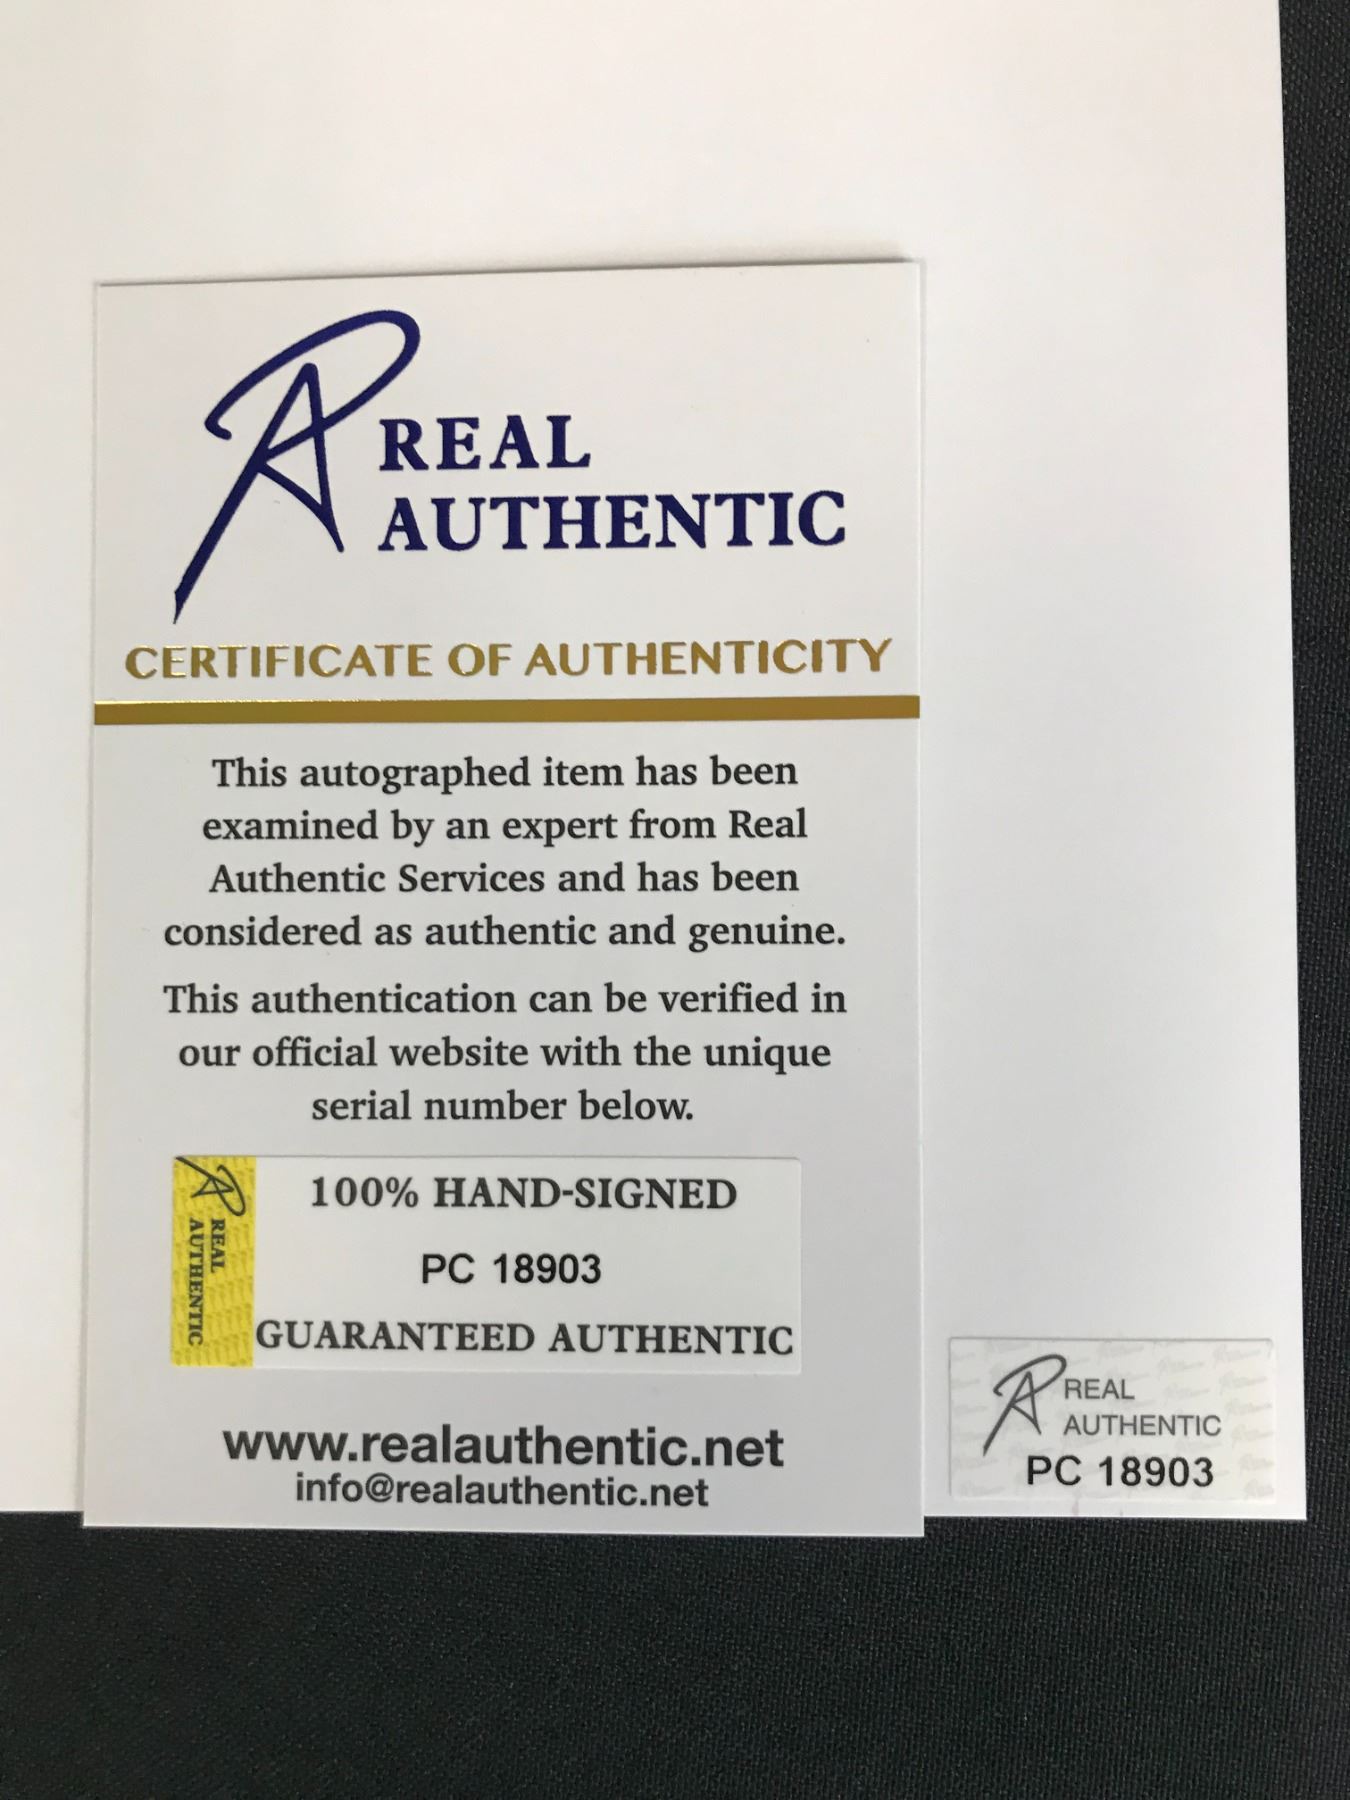 REAL
AUTHENTIC
CERTIFICATE OF AUTHENTICITY
This autographed item has been
examined by an expert from Real
Authentic Services and has been
considered as authentic and genuine.
This authentication can be verified in
our official website with the unique
serial number below.
REAL
AUTHENTIC
100% HAND-SIGNED
PC 18903
GUARANTEED AUTHENTIC
www.realauthentic.net
info@realauthentic.net
REAL
AUTHENTIC
PC 18903